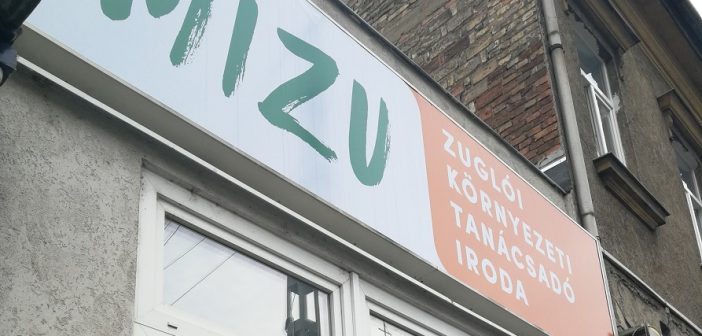 MIZU
ZUGLÓI
KÖRNYEZETI
TANÁCSADÓ
IRODA